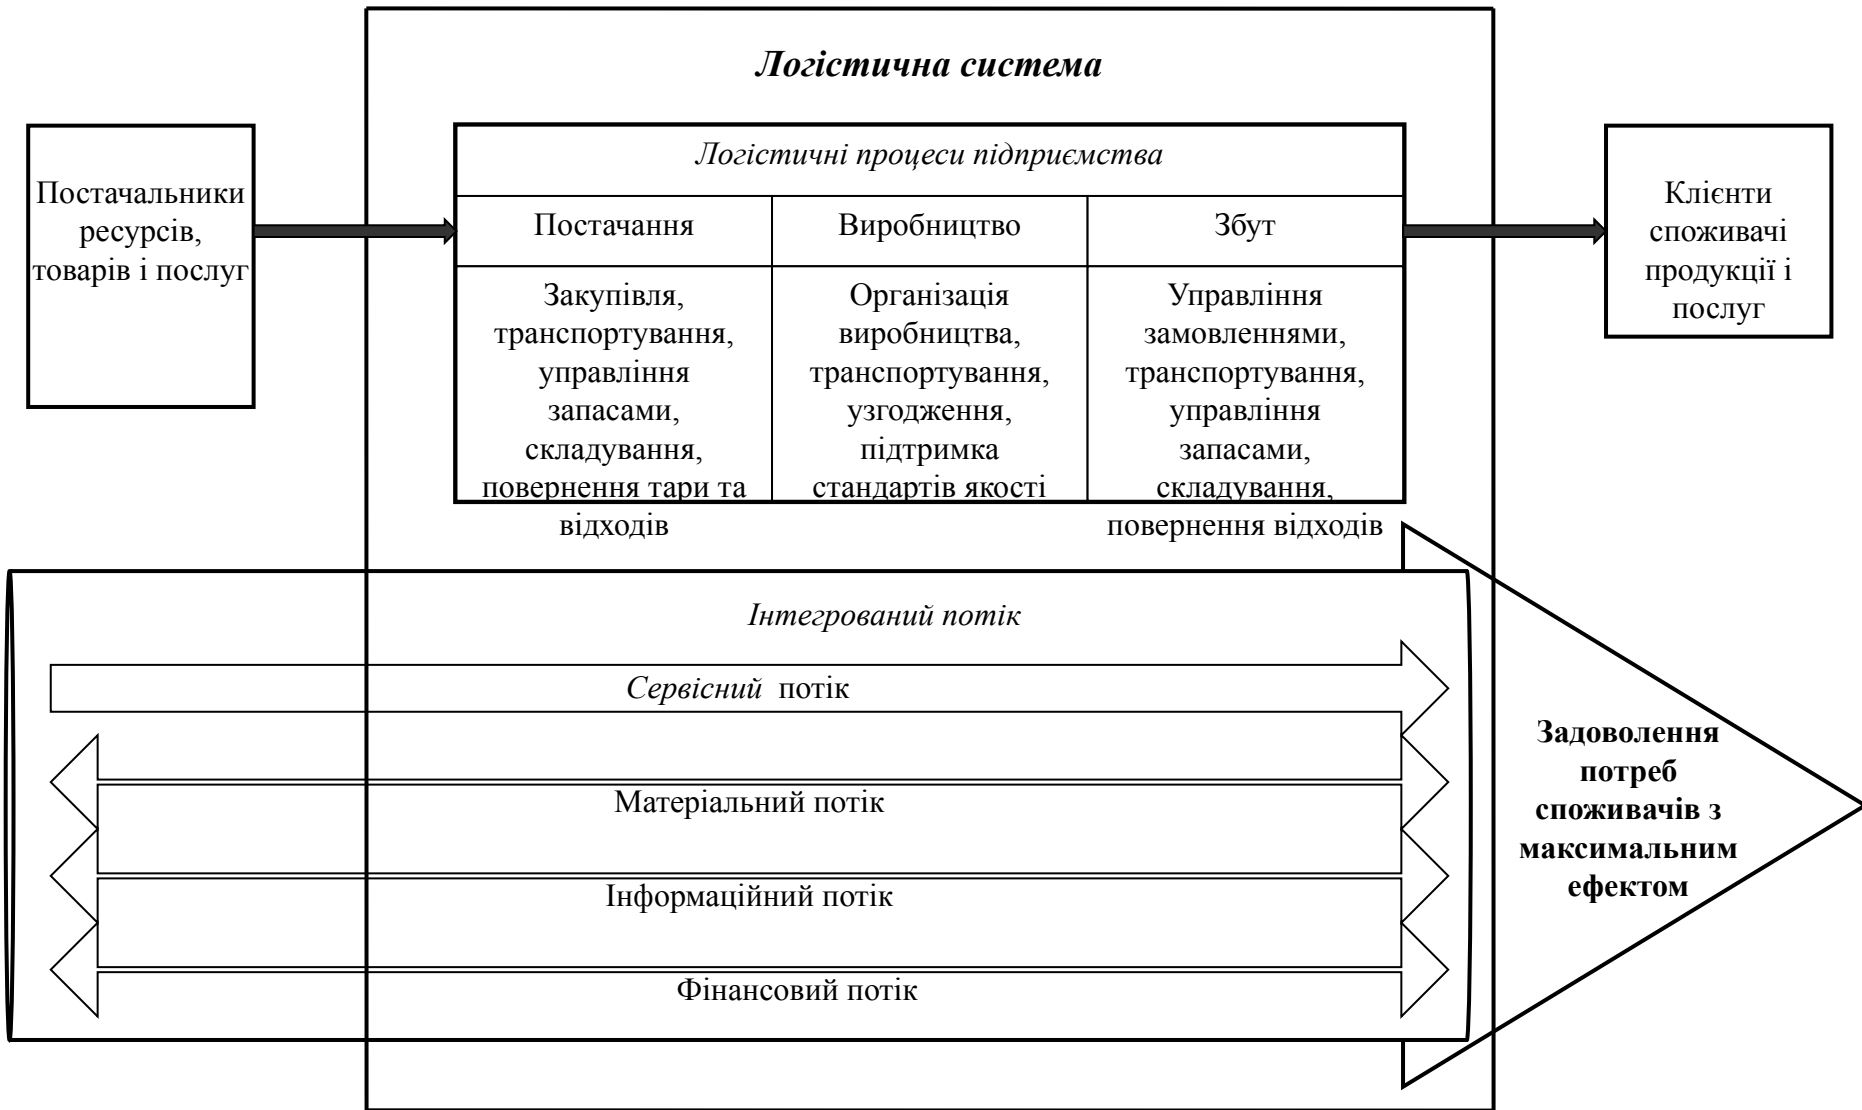 Логістична система
Логістичні процеси підприємства
Постачальники
ресурсів,
товарів і послуг
Постачання
Виробництво
Збут
Закупівля,
транспортування,
управління
запасами,
складування,
повернення тари та
відходів
Організація
виробництва,
транспортування,
узгодження,
підтримка
стандартів якості
Управління
замовленнями,
транспортування,
управління
запасами,
складування,
повернення відходів
Клієнти
споживачі
продукції і
послуг
Інтегрований потік
Сервісний потік
Матеріальний потік
Інформаційний потік
Фінансовий потік
Задоволення
потреб
споживачів з
максимальним
ефектом